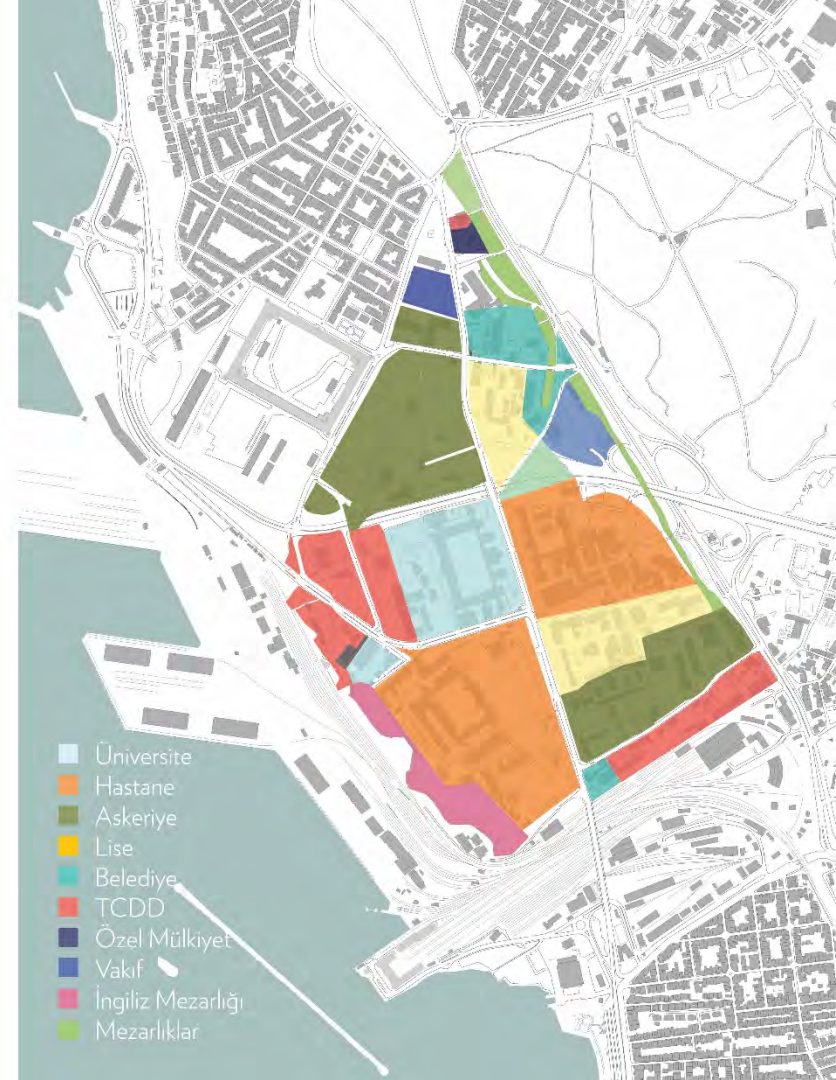 Üniversite
Hastane
Askeriye
Lise
Belediye
TCDD
Özel Mülkiyet
Vakıf
İngiliz Mezarlığı
Mezarlıklar